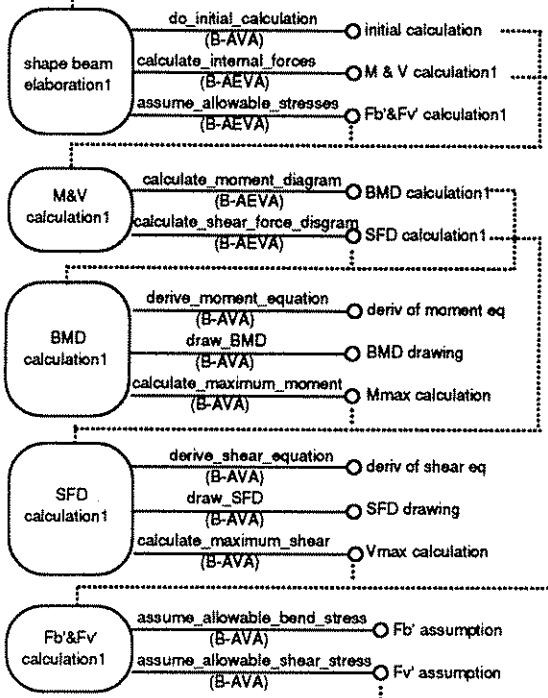 shape beam
elaboration1
do_initial_calculation
(B-AVA)
initial calculation
calculate_internal_forces
(B-AEVA)
M & V calculation1
assume_allowable_stresses
(B-AEVA)
Fb'&Fv' calculation1
M&V
calculation1
calculate_moment_diagram
(B-AEVA)
BMD calculation1
calculate_shear_force_disgram
(B-AEVA)
SFD calculation1
BMD
calculation1
derive_moment_equation
(B-AVA)
deriv of moment eq
draw_BMD
(B-AVA)
BMD drawing
calculate_maximum_moment
(B-AVA)
Mmax calculation
SFD
calculation1
derive_shear_equation
(B-AVA)
deriv of shear eq
draw_SFD
(B-AVA)
SFD drawing
calculate_maximum_shear
(B-AVA)
Vmax calculation
Fb'&Fv'
calculation1
assume_allowable_bend_stress
(B-AVA)
Fb' assumption
assume_allowable_shear_stress
(B-AVA)
Fv' assumption